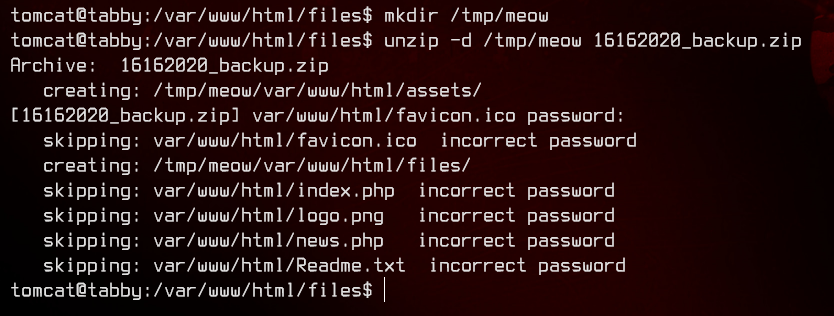 tomcat@tabby:/var/www/html/files$ mkdir /tmp/meow
tomcat@tabby:/var/www/html/files$ unzip -d /tmp/meow 16162020_backup.zip
Archive:  16162020_backup.zip
   creating: /tmp/meow/var/www/html/assets/
[16162020_backup.zip] var/www/html/favicon.ico password:
   skipping: var/www/html/favicon.ico  incorrect password
   creating: /tmp/meow/var/www/html/files/
   skipping: var/www/html/index.php  incorrect password
   skipping: var/www/html/logo.png   incorrect password
   skipping: var/www/html/news.php   incorrect password
   skipping: var/www/html/Readme.txt  incorrect password
tomcat@tabby:/var/www/html/files$